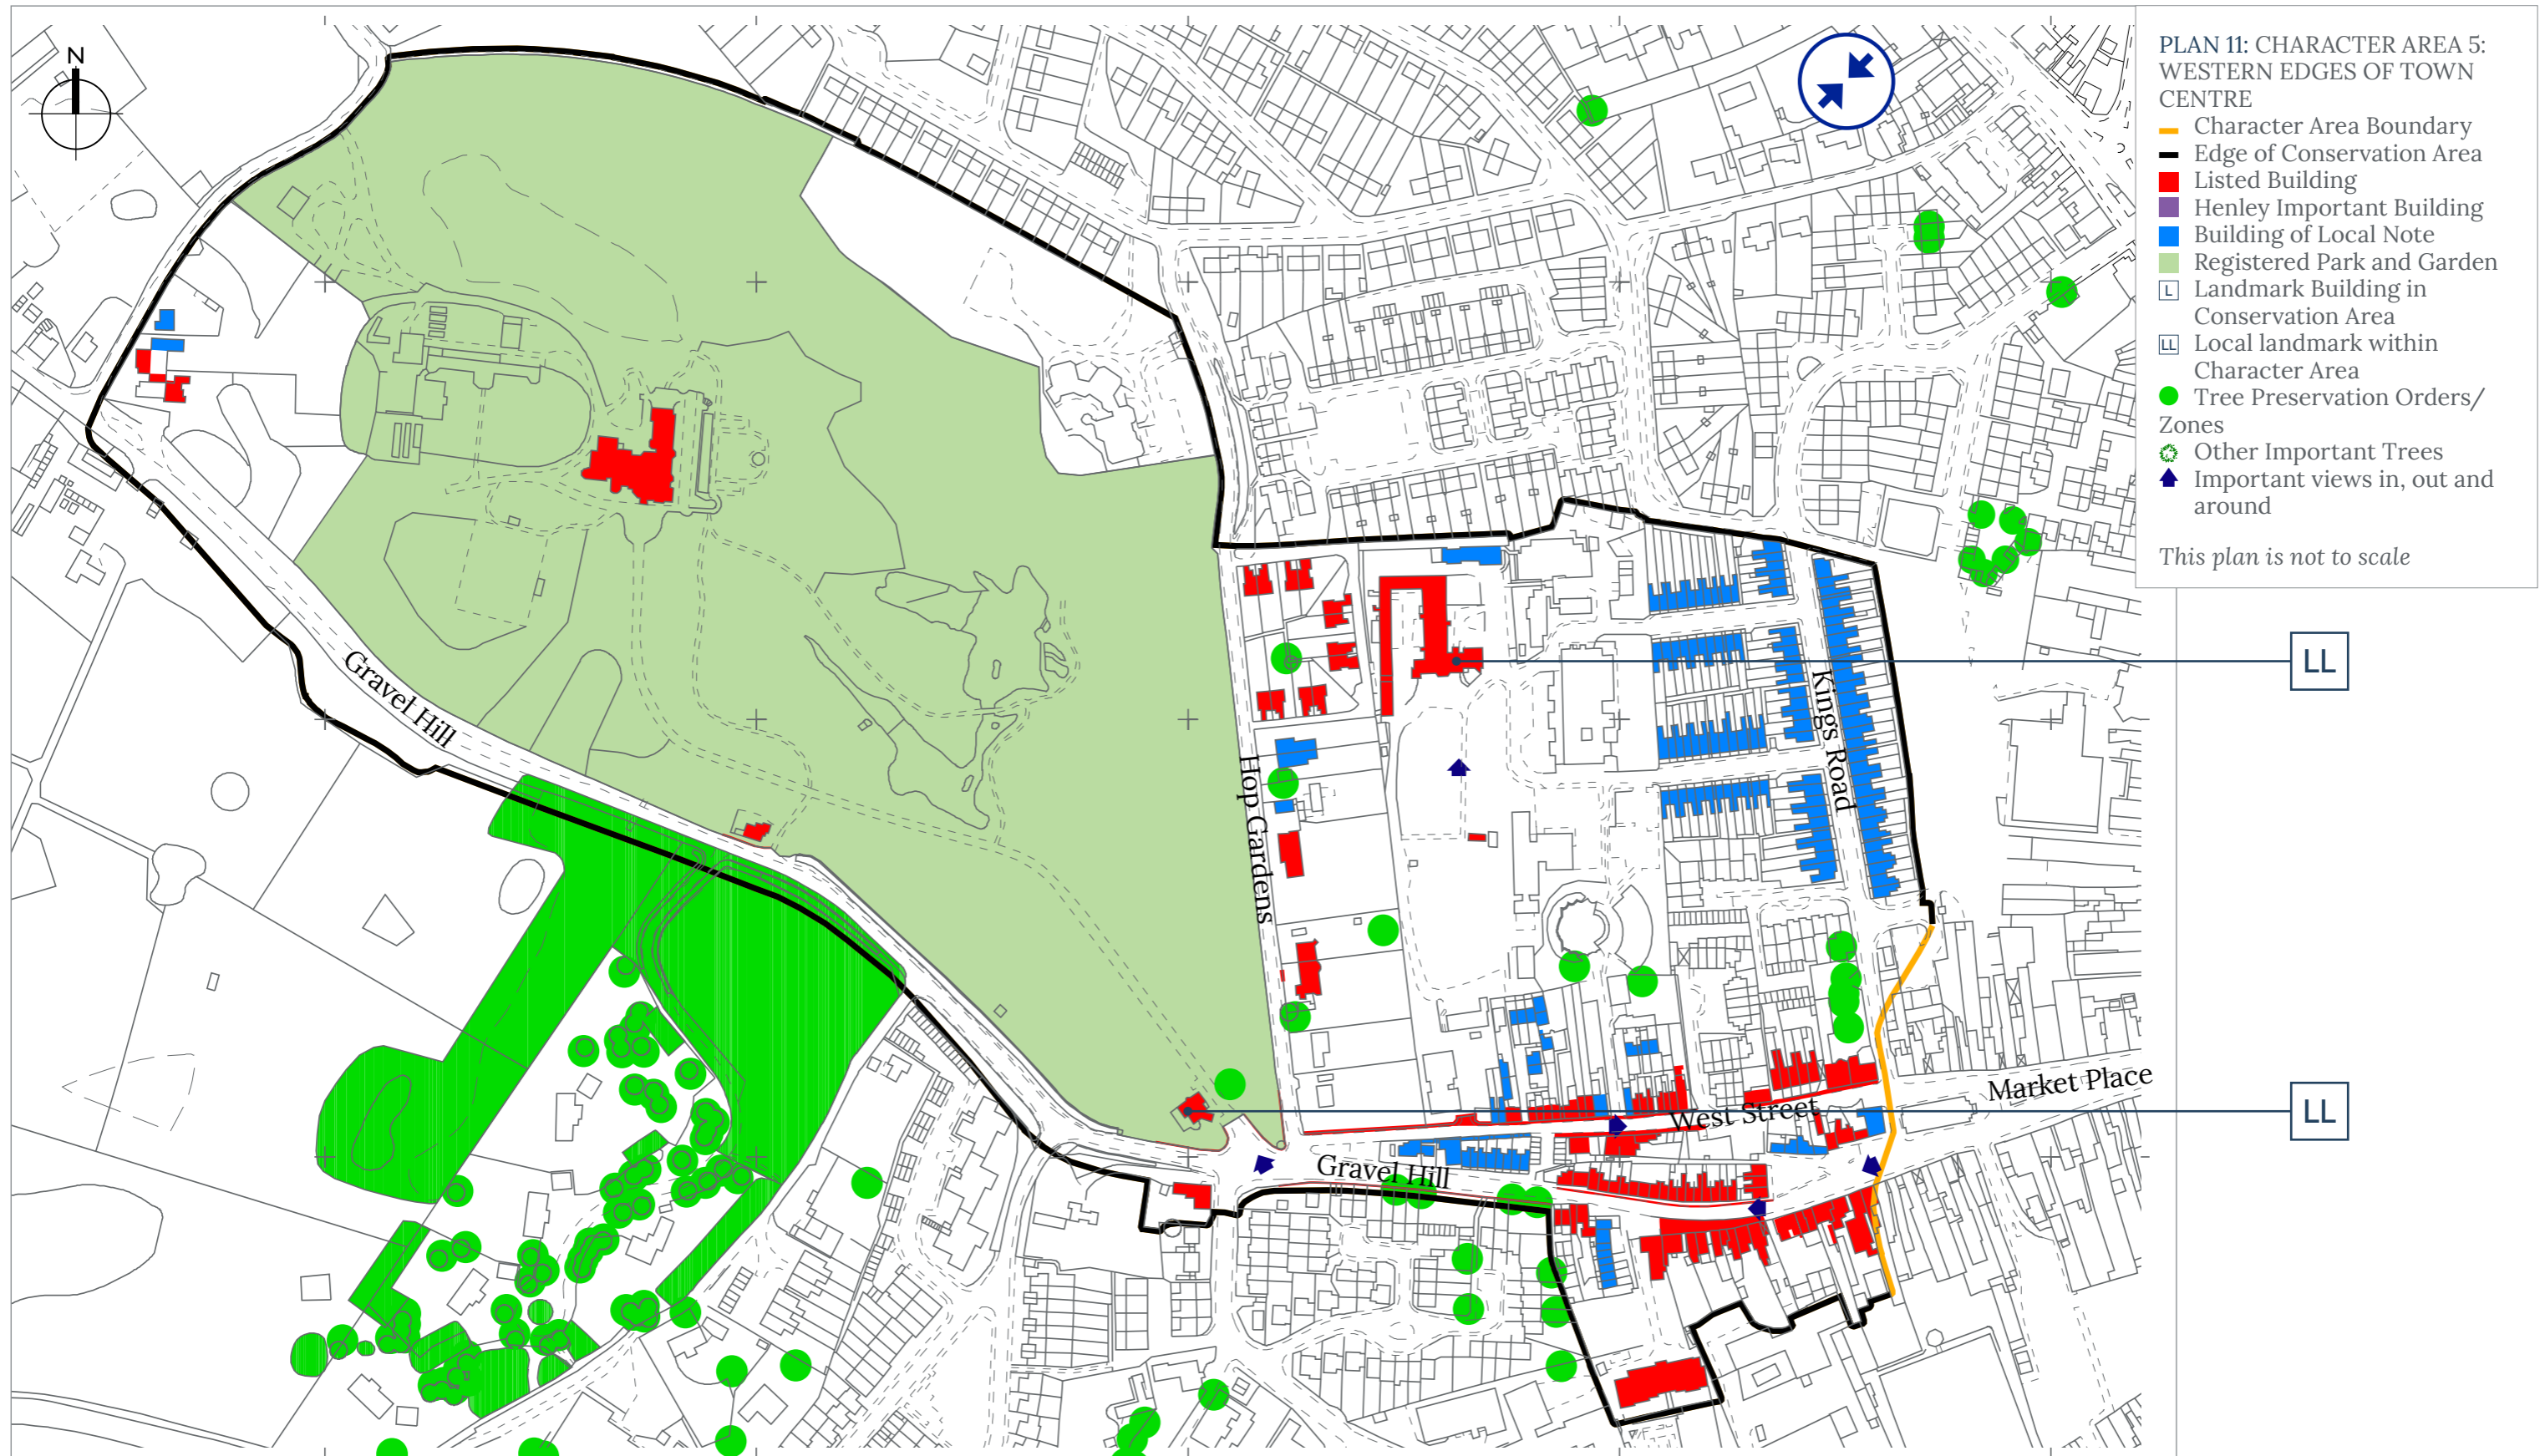 N
PLAN 11: CHARACTER AREA 5:
WESTERN EDGES OF TOWN
CENTRE
Character Area Boundary
Edge of Conservation Area
Listed Building
Henley Important Building
Building of Local Note
Registered Park and Garden
L Landmark Building in
Conservation Area
LL Local landmark within
Character Area
Tree Preservation Orders/
Zones
Other Important Trees
Important views in, out and
around
This plan is not to scale
LL
Gravel Hill
Kings Road
Hop Gardens
Market Place
West Street
LL
Gravel Hill